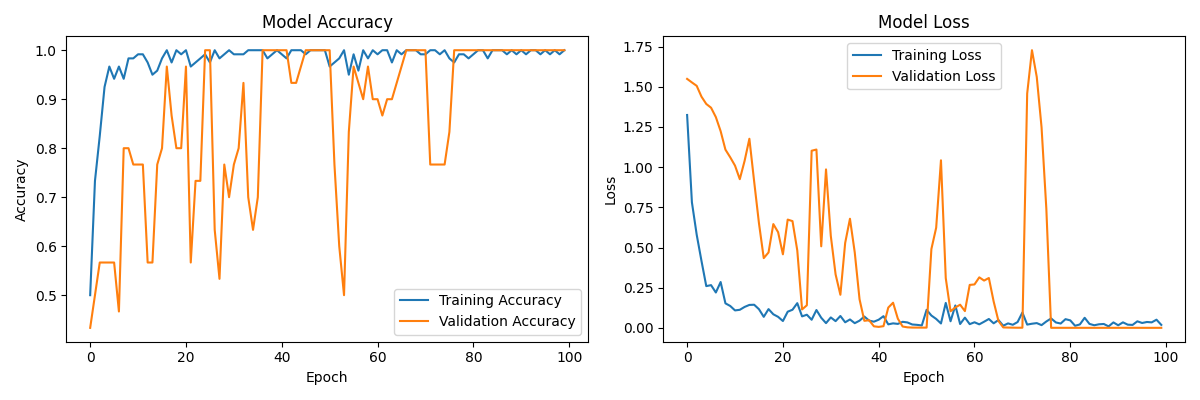 Model Accuracy
1.0
0.9
0.8
0.7
0.6
0.5
Accuracy
0
20
40
60
80
100
Epoch
Training Accuracy
Validation Accuracy
Model Loss
1.75
1.50
1.25
1.00
0.75
0.50
0.25
0.00
Loss
0
20
40
60
80
100
Epoch
Training Loss
Validation Loss